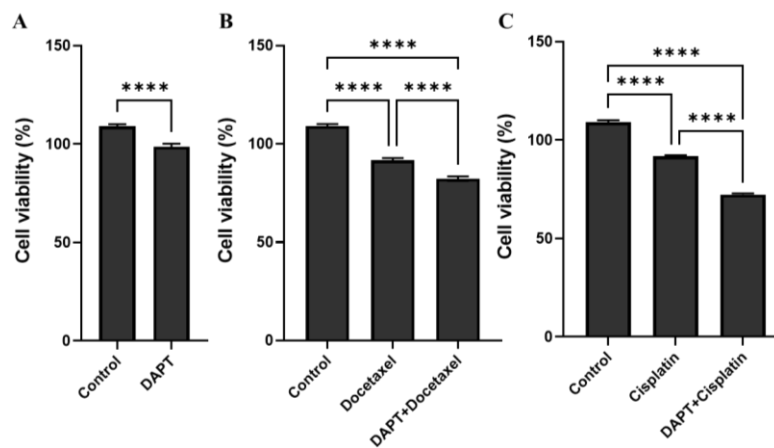 A
Cell viability (%)
150
100
50
0
****
Control
DAPT
B
Cell viability (%)
150
100
50
0
****
**** ****
Control
Docetaxel
DAPT+Docetaxel
C
Cell viability (%)
150
100
50
0
****
****
****
Control
Cisplatin
DAPT+Cisplatin